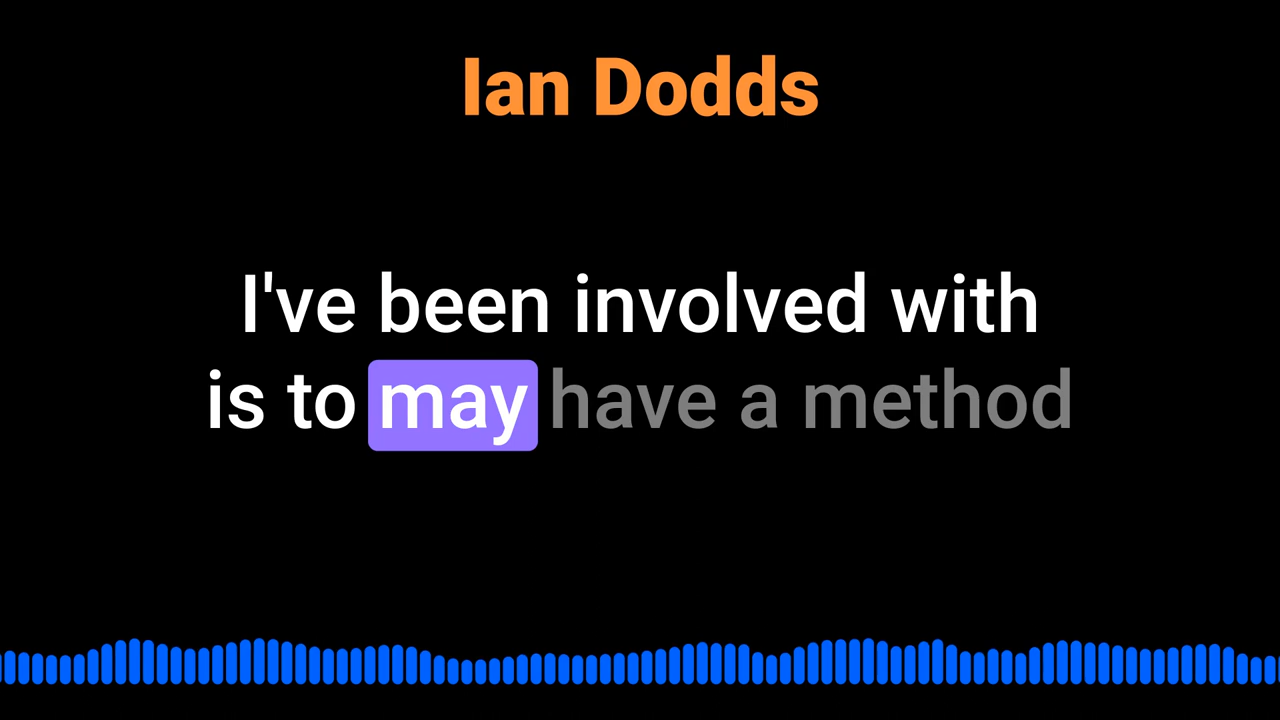 Ian Dodds
I've been involved with
is to may have a method